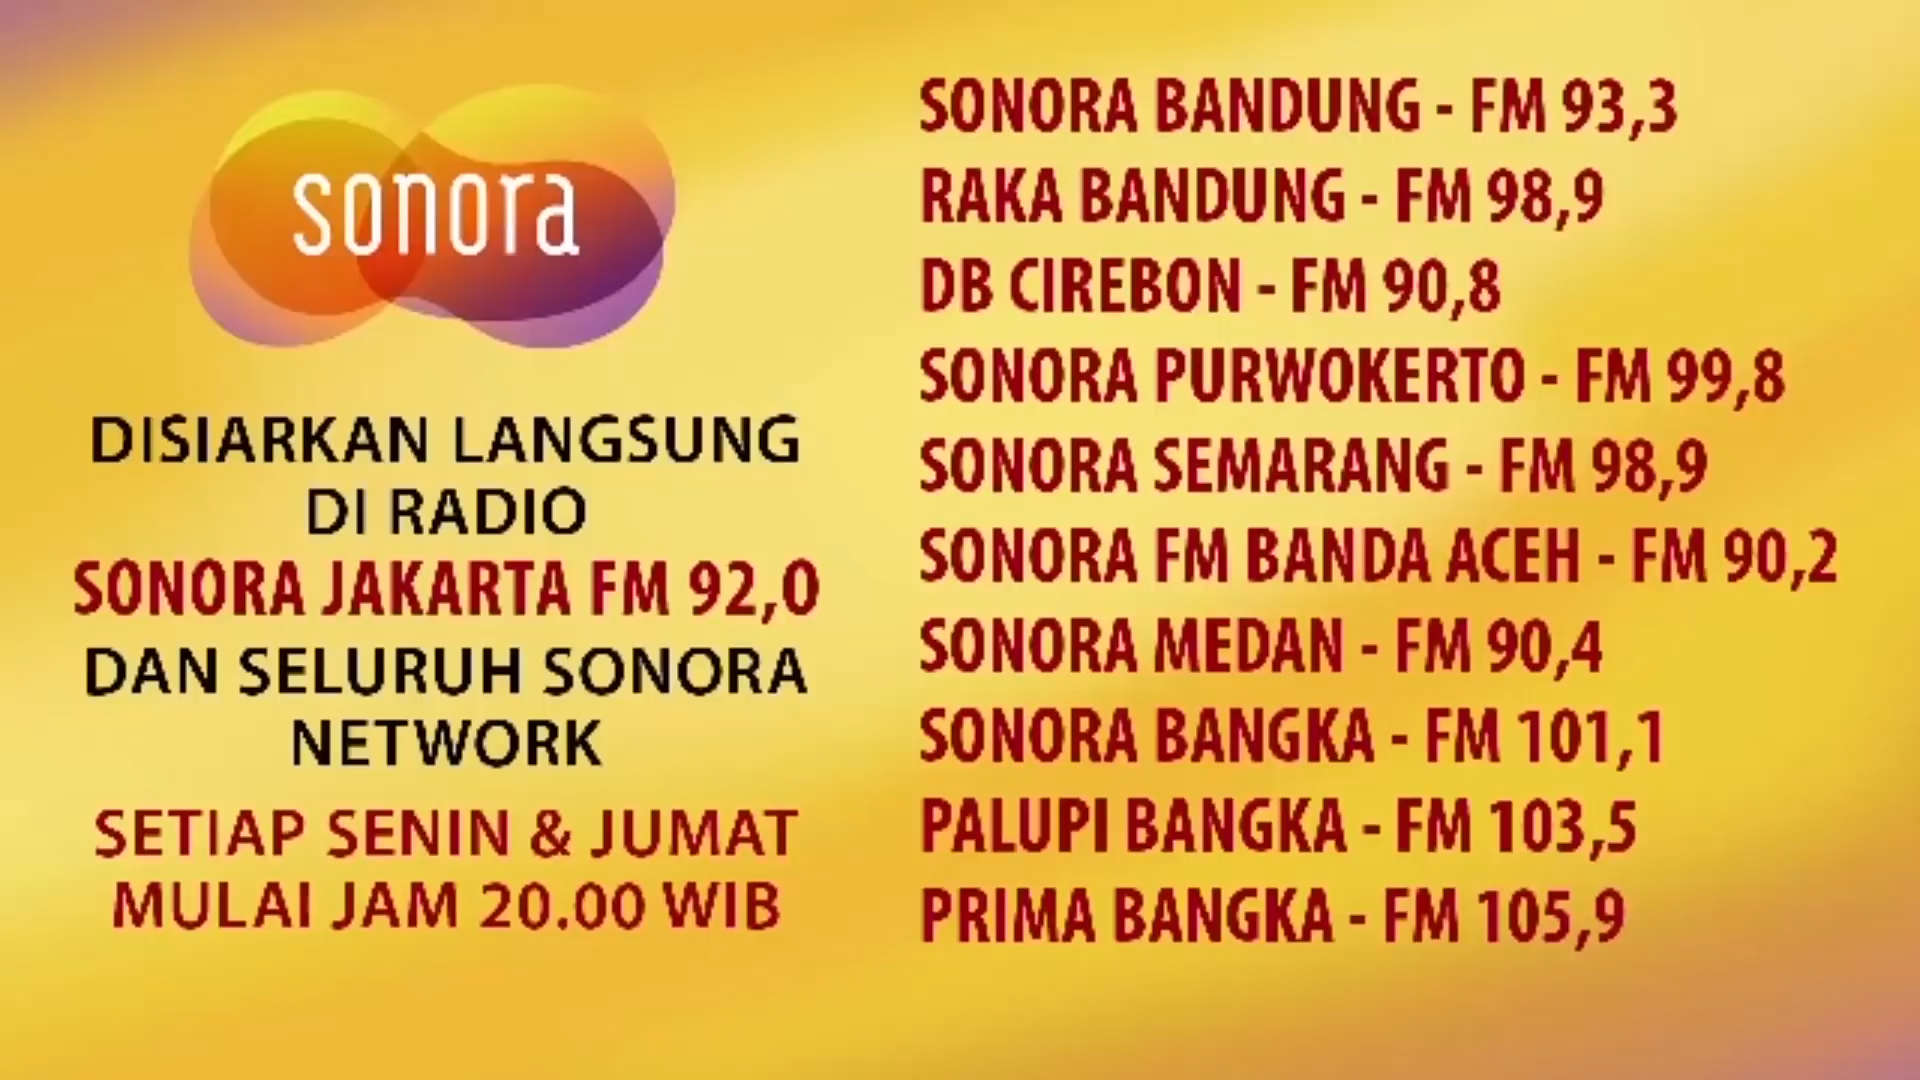 sonora
DISIARKAN LANGSUNG
DI RADIO
SONORA JAKARTA FM 92,0
DAN SELURUH SONORA
NETWORK
SETIAP SENIN & JUMAT
MULAI JAM 20.00 WIB
SONORA BANDUNG - FM 93,3
RAKA BANDUNG - FM 98,9
DB CIREBON - FM 90,8
SONORA PURWOKERTO - FM 99,8
SONORA SEMARANG - FM 98,9
SONORA FM BANDA ACEH - FM 90,2
SONORA MEDAN - FM 90,4
SONORA BANGKA - FM 101,1
PALUPI BANGKA - FM 103,5
PRIMA BANGKA - FM 105,9